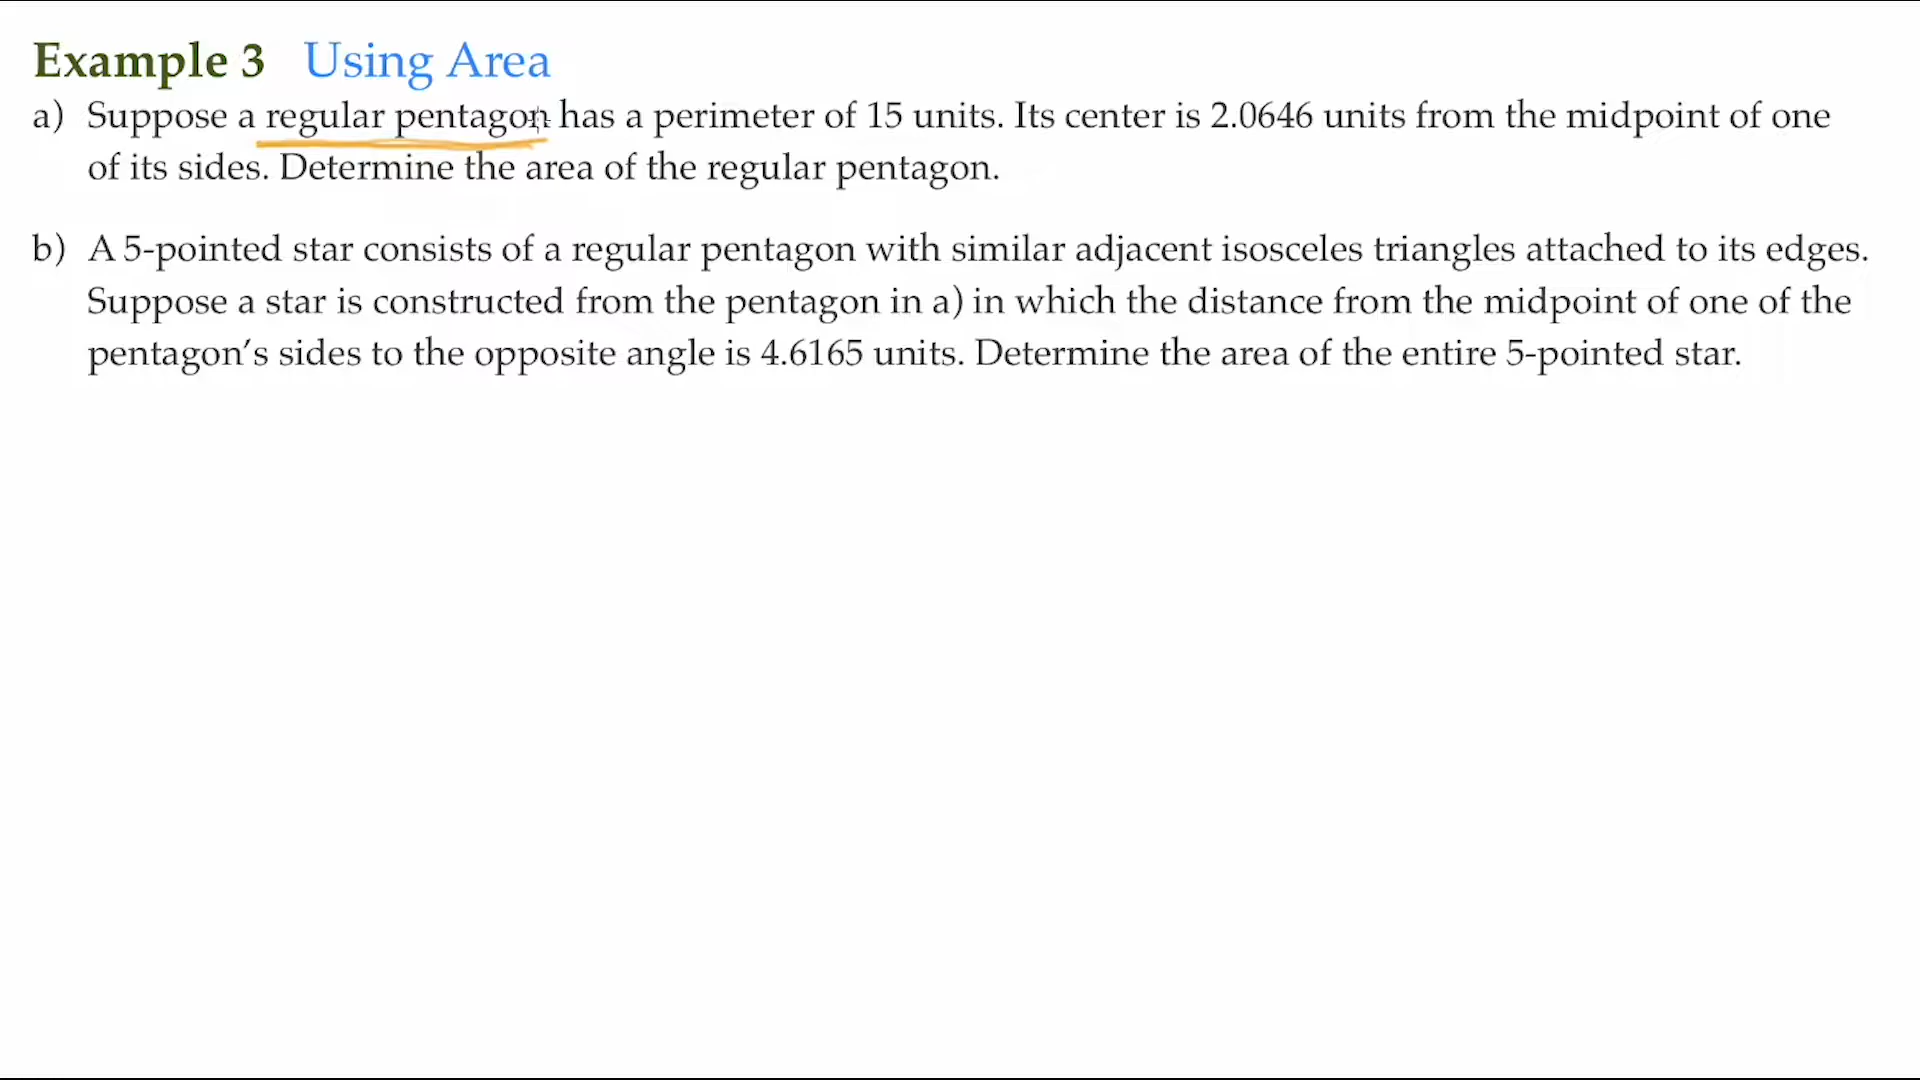 Example 3 Using Area
a) Suppose a regular pentagon has a perimeter of 15 units. Its center is 2.0646 units from the midpoint of one
of its sides. Determine the area of the regular pentagon.
b) A 5-pointed star consists of a regular pentagon with similar adjacent isosceles triangles attached to its edges.
Suppose a star is constructed from the pentagon in a) in which the distance from the midpoint of one of the
pentagon’s sides to the opposite angle is 4.6165 units. Determine the area of the entire 5-pointed star.